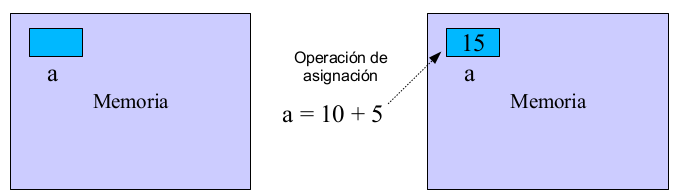 a
Memoria
Operación de
asignación
a = 10 + 5
15
a
Memoria